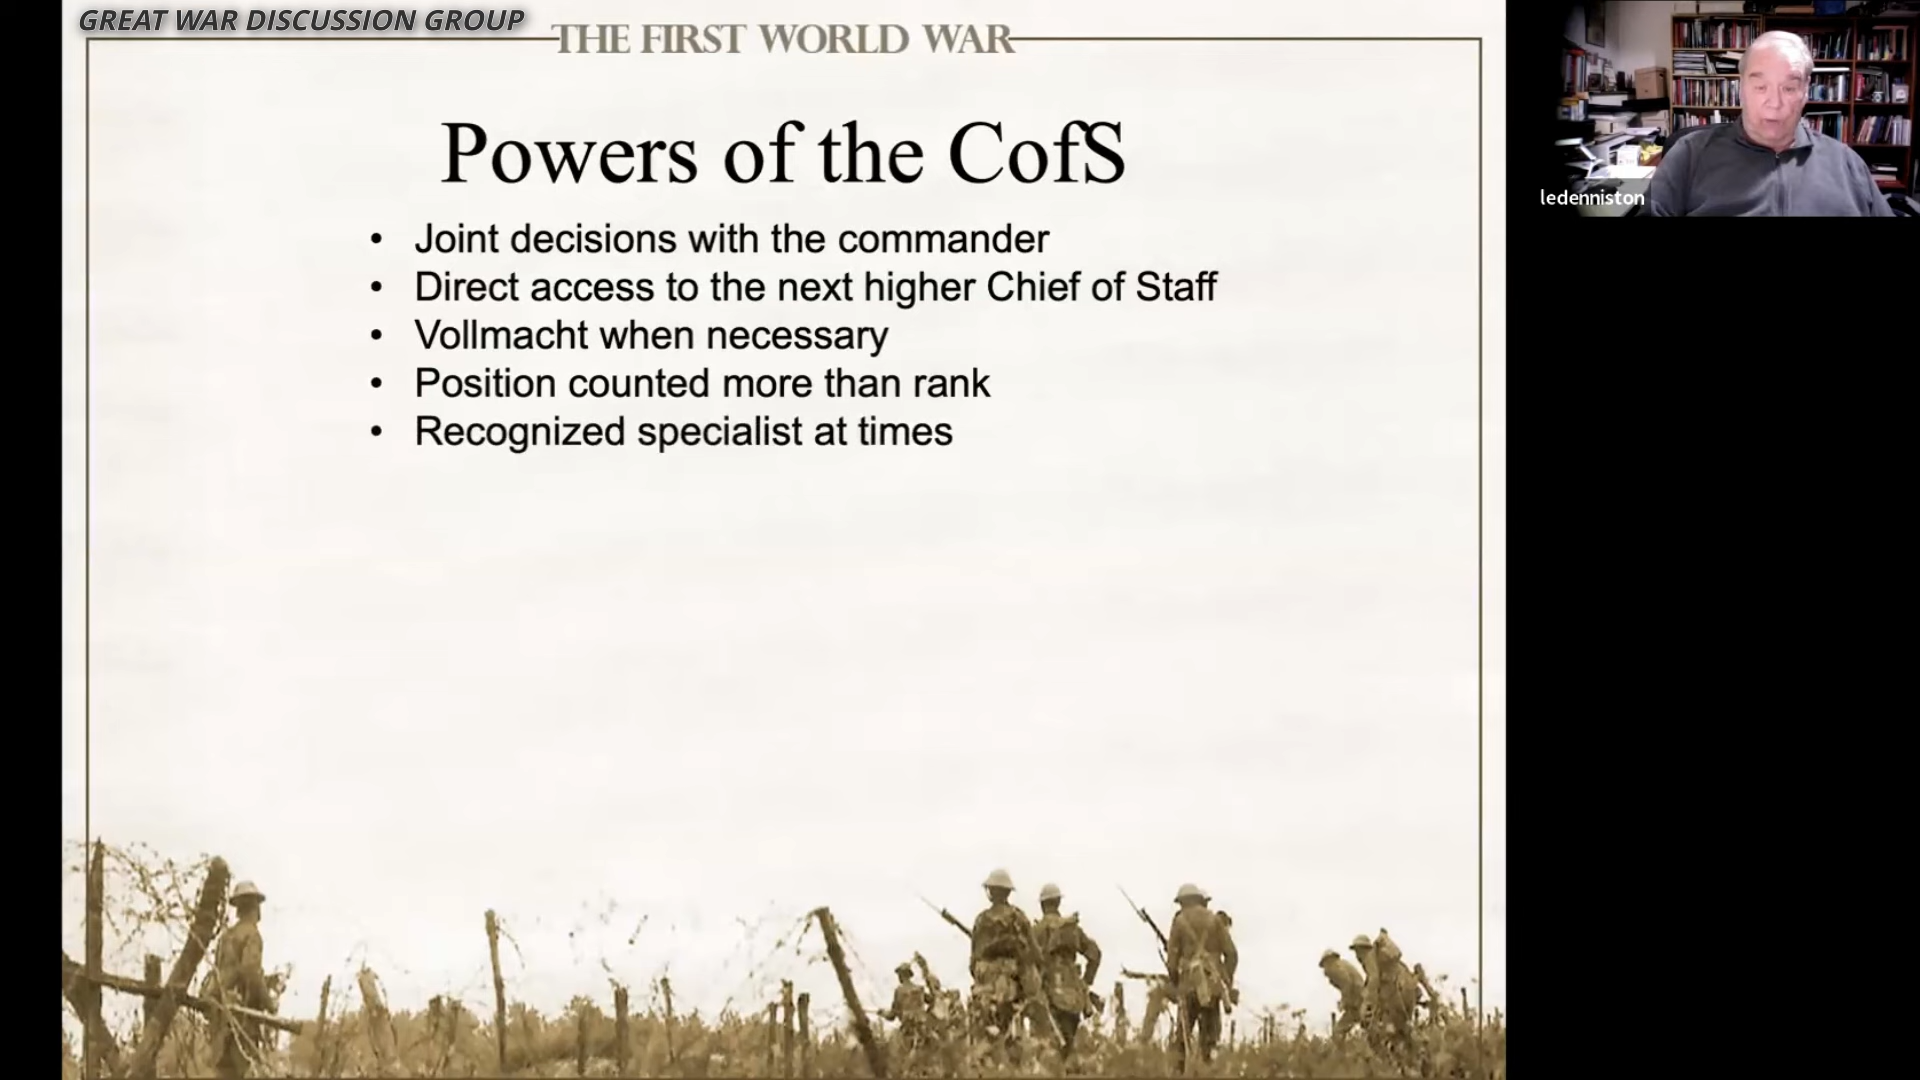 GREAT WAR DISCUSSION GROUP
THE FIRST WORLD WAR
Powers of the CofS
• Joint decisions with the commander
• Direct access to the next higher Chief of Staff
• Vollmacht when necessary
• Position counted more than rank
• Recognized specialist at times
ledenniston